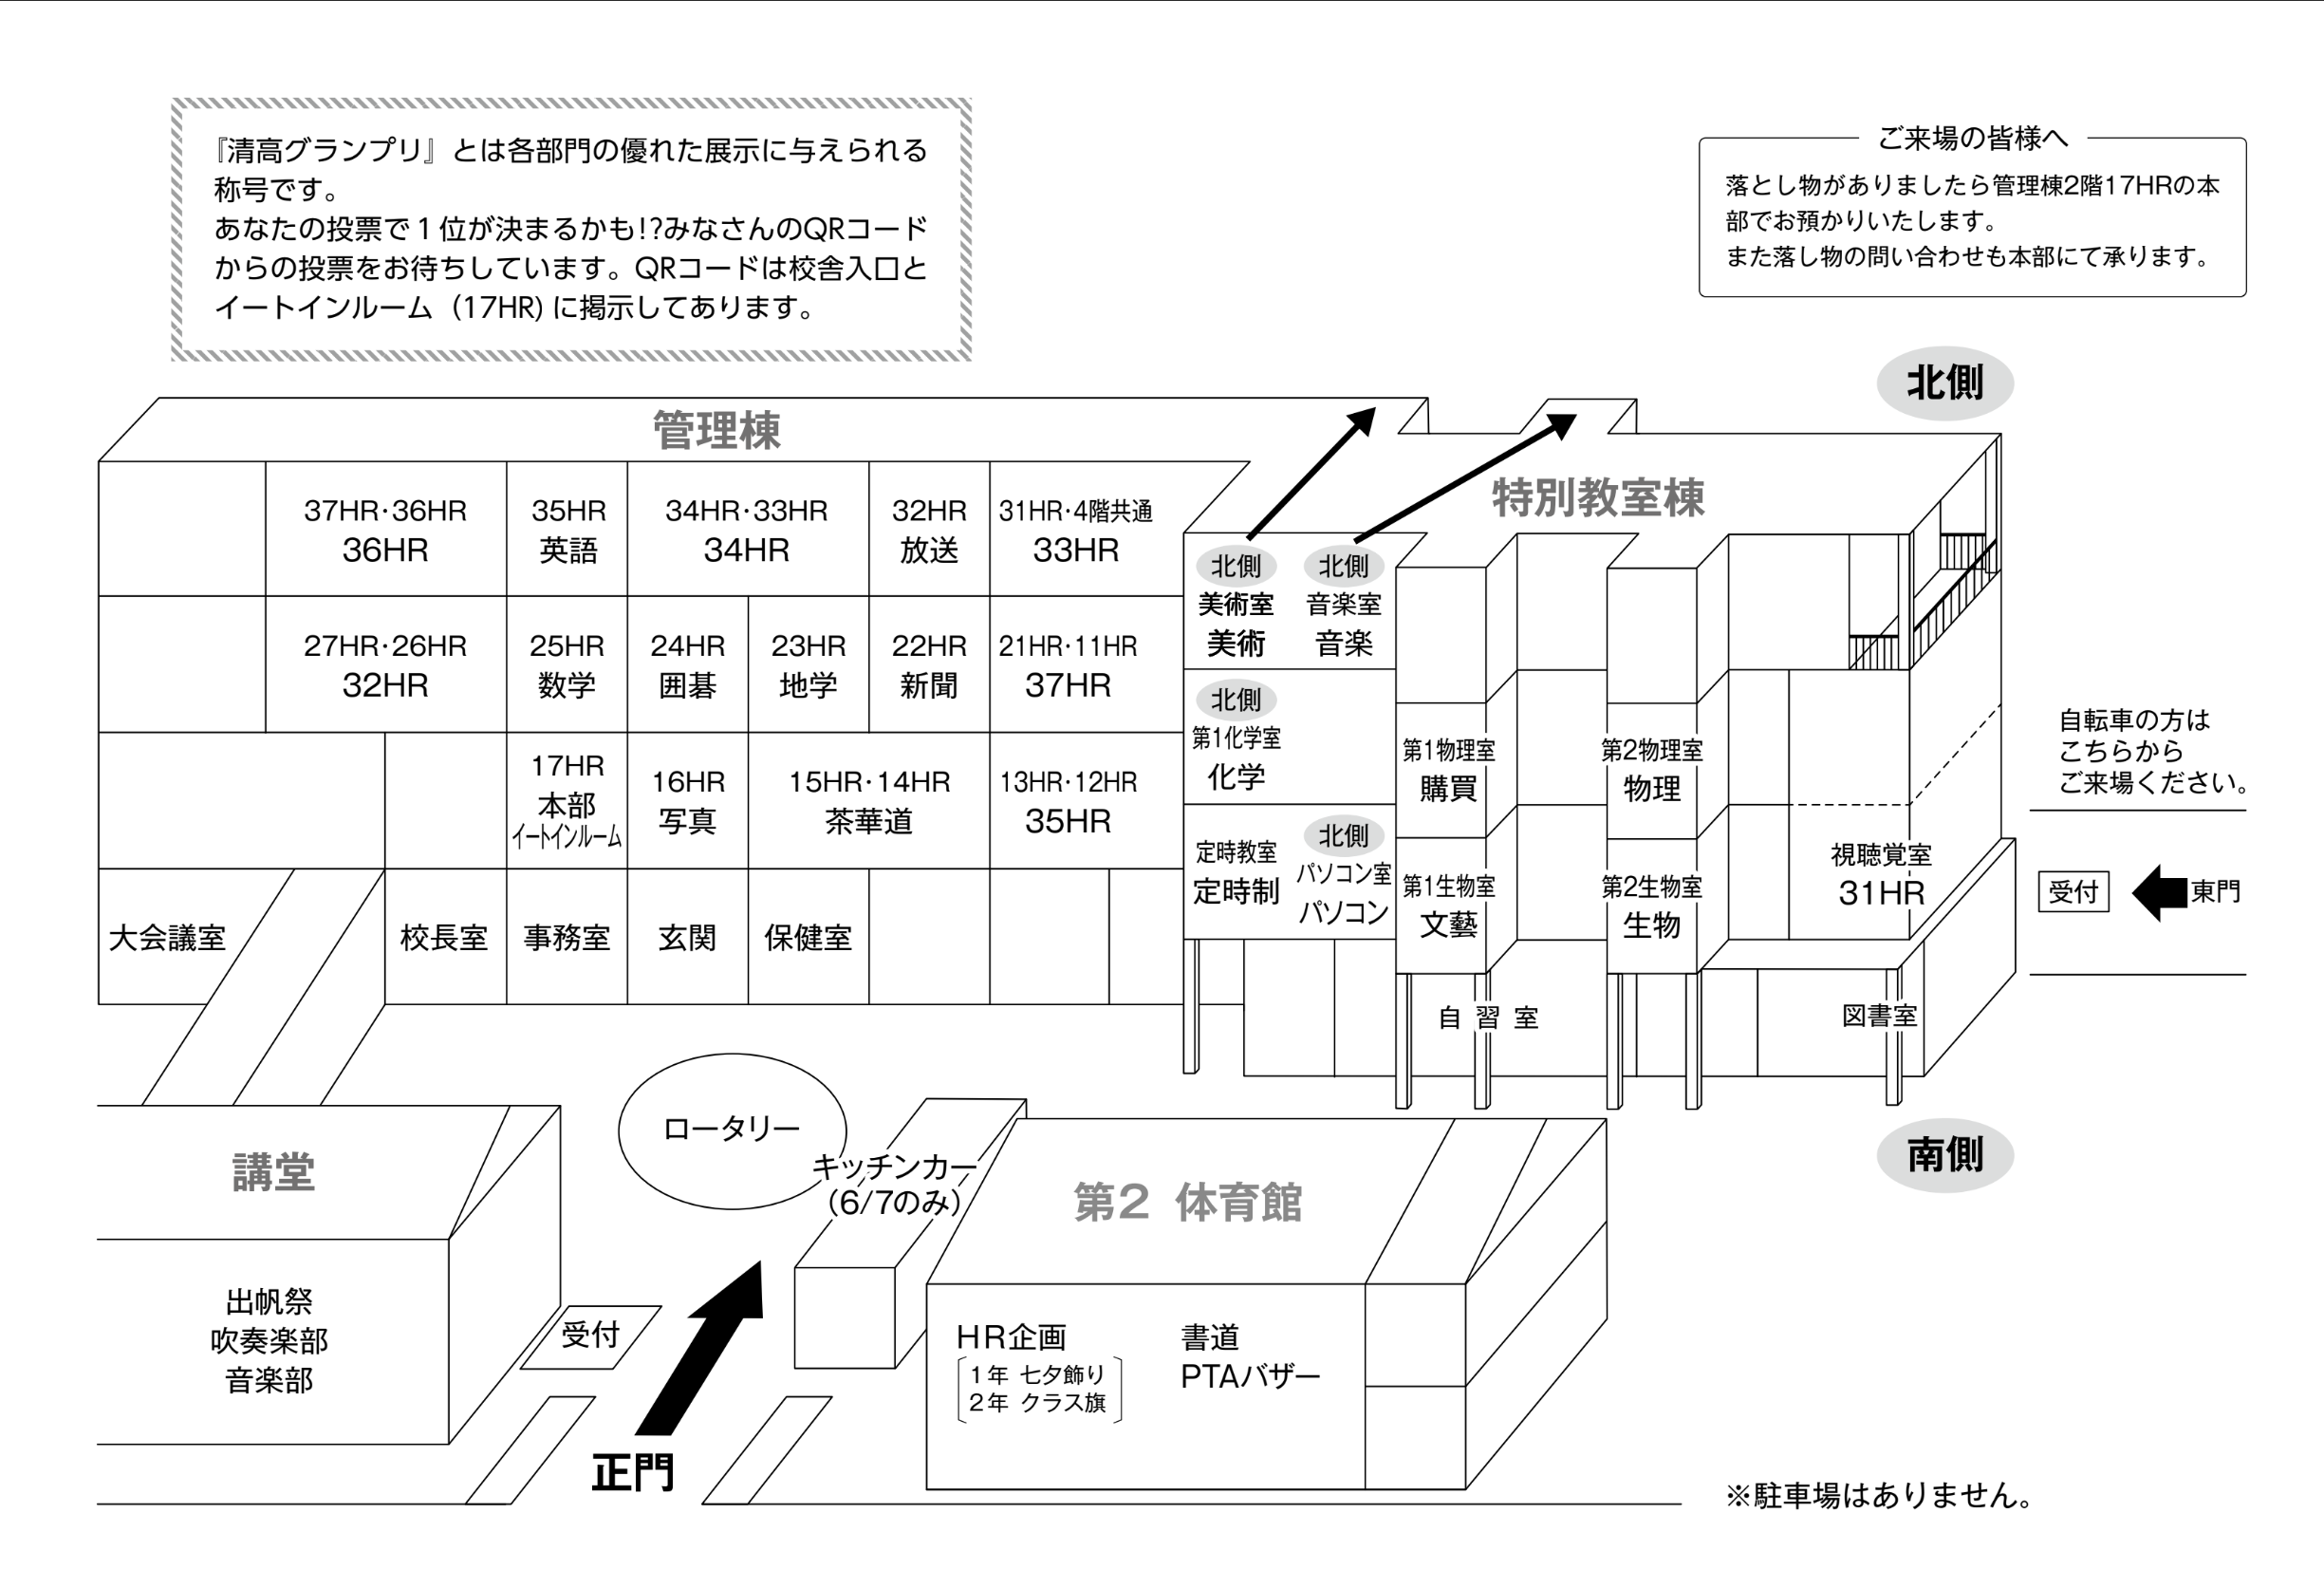 『清高グランプリ』とは各部門の優れた展示に与えられる
称号です。
あなたの投票で1位が決まるかも!?みなさんのQRコード
からの投票をお待ちしています。QRコードは校舎入口と
イートインルーム（17HR)に掲示してあります。
ご来場の皆様へ
落とし物がありましたら管理棟2階17HRの本
部でお預かりいたします。
また落し物の問い合わせも本部にて承ります。
北側
管理棟
特別教室棟
37HR･36HR
36HR
35HR
英語
34HR･33HR
34HR
32HR
放送
31HR･4階共通
33HR
北側
美術室
美術
北側
音楽室
音楽
27HR･26HR
32HR
25HR
数学
24HR
囲碁
23HR
地学
22HR
新聞
21HR･11HR
37HR
北側
第1化学室
化学
第1物理室
購買
第2物理室
物理
自転車の方は
こちらから
ご来場ください。
17HR
本部
イートインルーム
16HR
写真
15HR･14HR
茶華道
13HR･12HR
35HR
定時教室
定時制
北側
パソコン室
パソコン
第1生物室
文藝
第2生物室
生物
視聴覚室
31HR
受付
東門
大会議室
校長室
事務室
玄関
保健室
自習室
図書室
ロータリー
キッチンカー
(6/7のみ)
南側
講堂
第2 体育館
出帆祭
吹奏楽部
音楽部
受付
HR企画
1年 七夕飾り
2年 クラス旗
書道
PTAバザー
正門
※駐車場はありません。